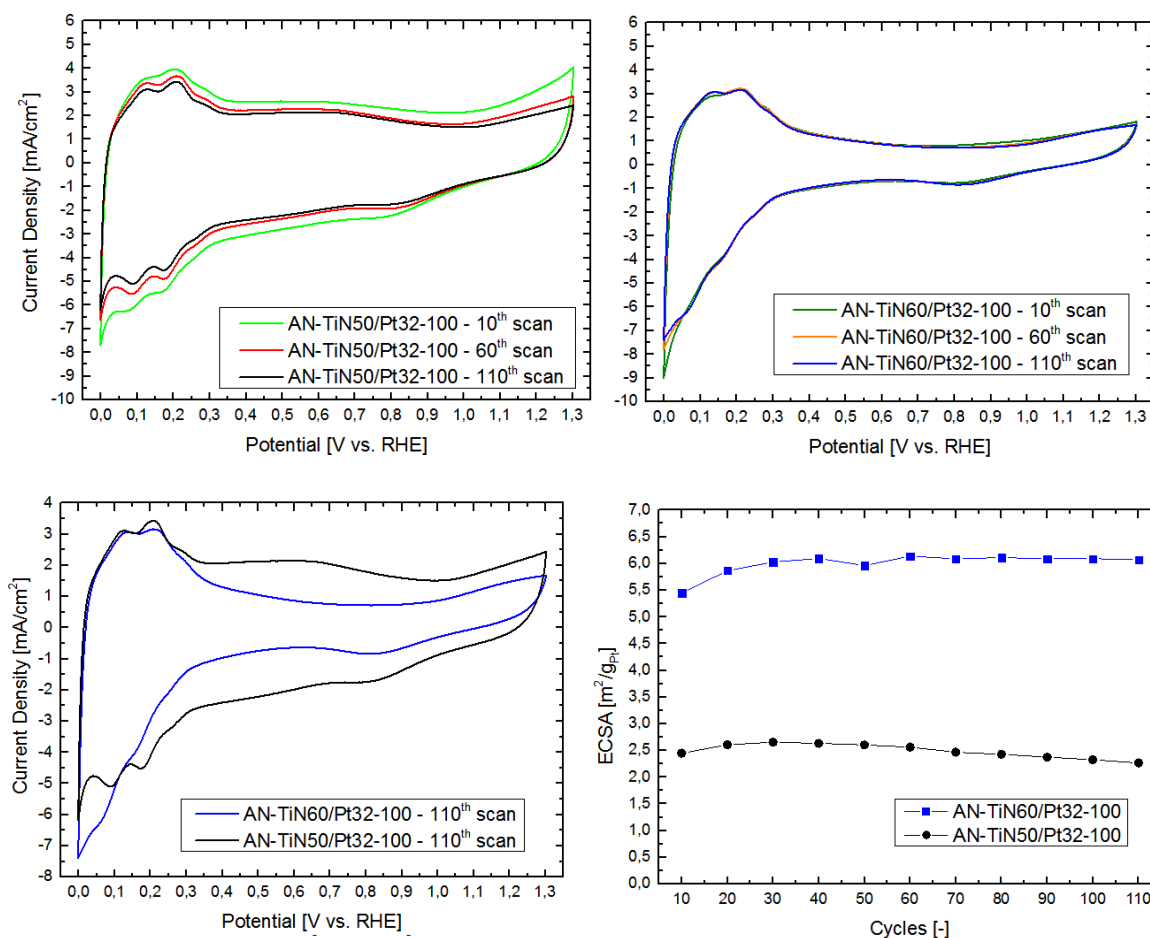 6
5
4
3
2
1
0
-1
-2
-3
-4
-5
-6
-7
-8
-9
-10
Current Density [mA/cm²]
AN-TiN50/Pt32-100 - 10th scan
AN-TiN50/Pt32-100 - 60th scan
AN-TiN50/Pt32-100 - 110th scan
0,0 0,1 0,2 0,3 0,4 0,5 0,6 0,7 0,8 0,9 1,0 1,1 1,2 1,3
Potential [V vs. RHE]
6
5
4
3
2
1
0
-1
-2
-3
-4
-5
-6
-7
-8
-9
-10
AN-TiN60/Pt32-100 - 10th scan
AN-TiN60/Pt32-100 - 60th scan
AN-TiN60/Pt32-100 - 110th scan
0,0 0,1 0,2 0,3 0,4 0,5 0,6 0,7 0,8 0,9 1,0 1,1 1,2 1,3
Potential [V vs. RHE]
4
3
2
1
0
-1
-2
-3
-4
-5
-6
-7
-8
Current Density [mA/cm²]
AN-TiN60/Pt32-100 - 110th scan
AN-TiN50/Pt32-100 - 110th scan
0,0 0,1 0,2 0,3 0,4 0,5 0,6 0,7 0,8 0,9 1,0 1,1 1,2 1,3
Potential [V vs. RHE]
7,0
6,5
6,0
5,5
5,0
4,5
4,0
3,5
3,0
2,5
2,0
1,5
1,0
0,5
0,0
ECSA [m²/gPt]
AN-TiN60/Pt32-100
AN-TiN50/Pt32-100
10 20 30 40 50 60 70 80 90 100 110
Cycles [-]